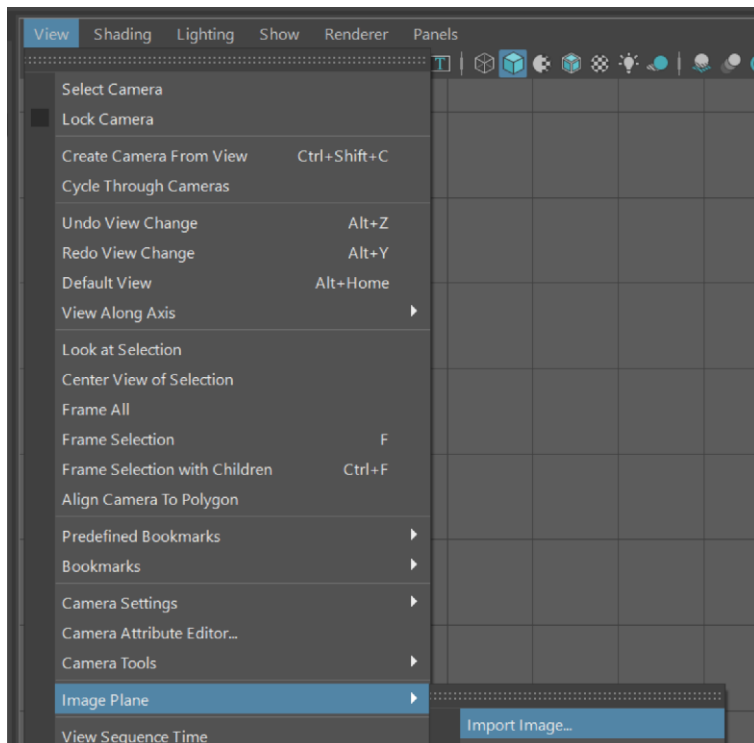 View Shading Lighting Show Renderer Panels
T
Select Camera
Lock Camera
Create Camera From View Ctrl+Shift+C
Cycle Through Cameras
Undo View Change Alt+Z
Redo View Change Alt+Y
Default View Alt+Home
View Along Axis
Look at Selection
Center View of Selection
Frame All
Frame Selection F
Frame Selection with Children Ctrl+F
Align Camera To Polygon
Predefined Bookmarks
Bookmarks
Camera Settings
Camera Attribute Editor...
Camera Tools
Image Plane
Import Image...
View Sequence Time